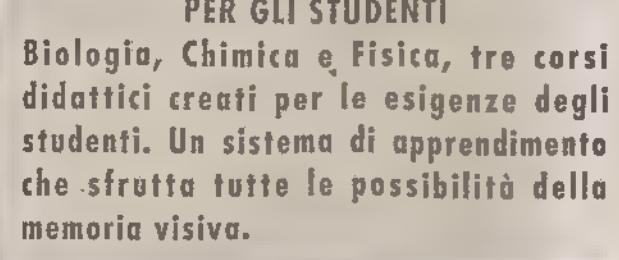 PER GLI STUDENTI
Biologia, Chimica e Fisica, tre corsi
didattici creati per le esigenze degli
studenti. Un sistema di apprendimento
che sfrutta tutte le possibilità della
memoria visiva.